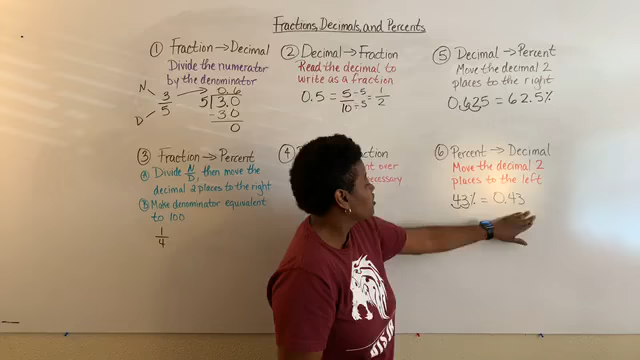 Fractions, Decimals, and Percents
① Fraction → Decimal
Divide the numerator
by the denominator
N
D
3/5
0.6
5)3.0
-30
0
② Decimal → Fraction
Read the decimal to
write as a fraction
0.5 = 5/10 ÷5/÷5 = 1/2
③ Fraction → Percent
ⓐ Divide N/D, then move the
decimal 2 places to the right
ⓑ Make denominator equivalent
to 100
1/4
④
over
necessary
⑤ Decimal → Percent
Move the decimal 2
places to the right
0.625 = 62.5%
⑥ Percent → Decimal
Move the decimal 2
places to the left
43% = 0.43